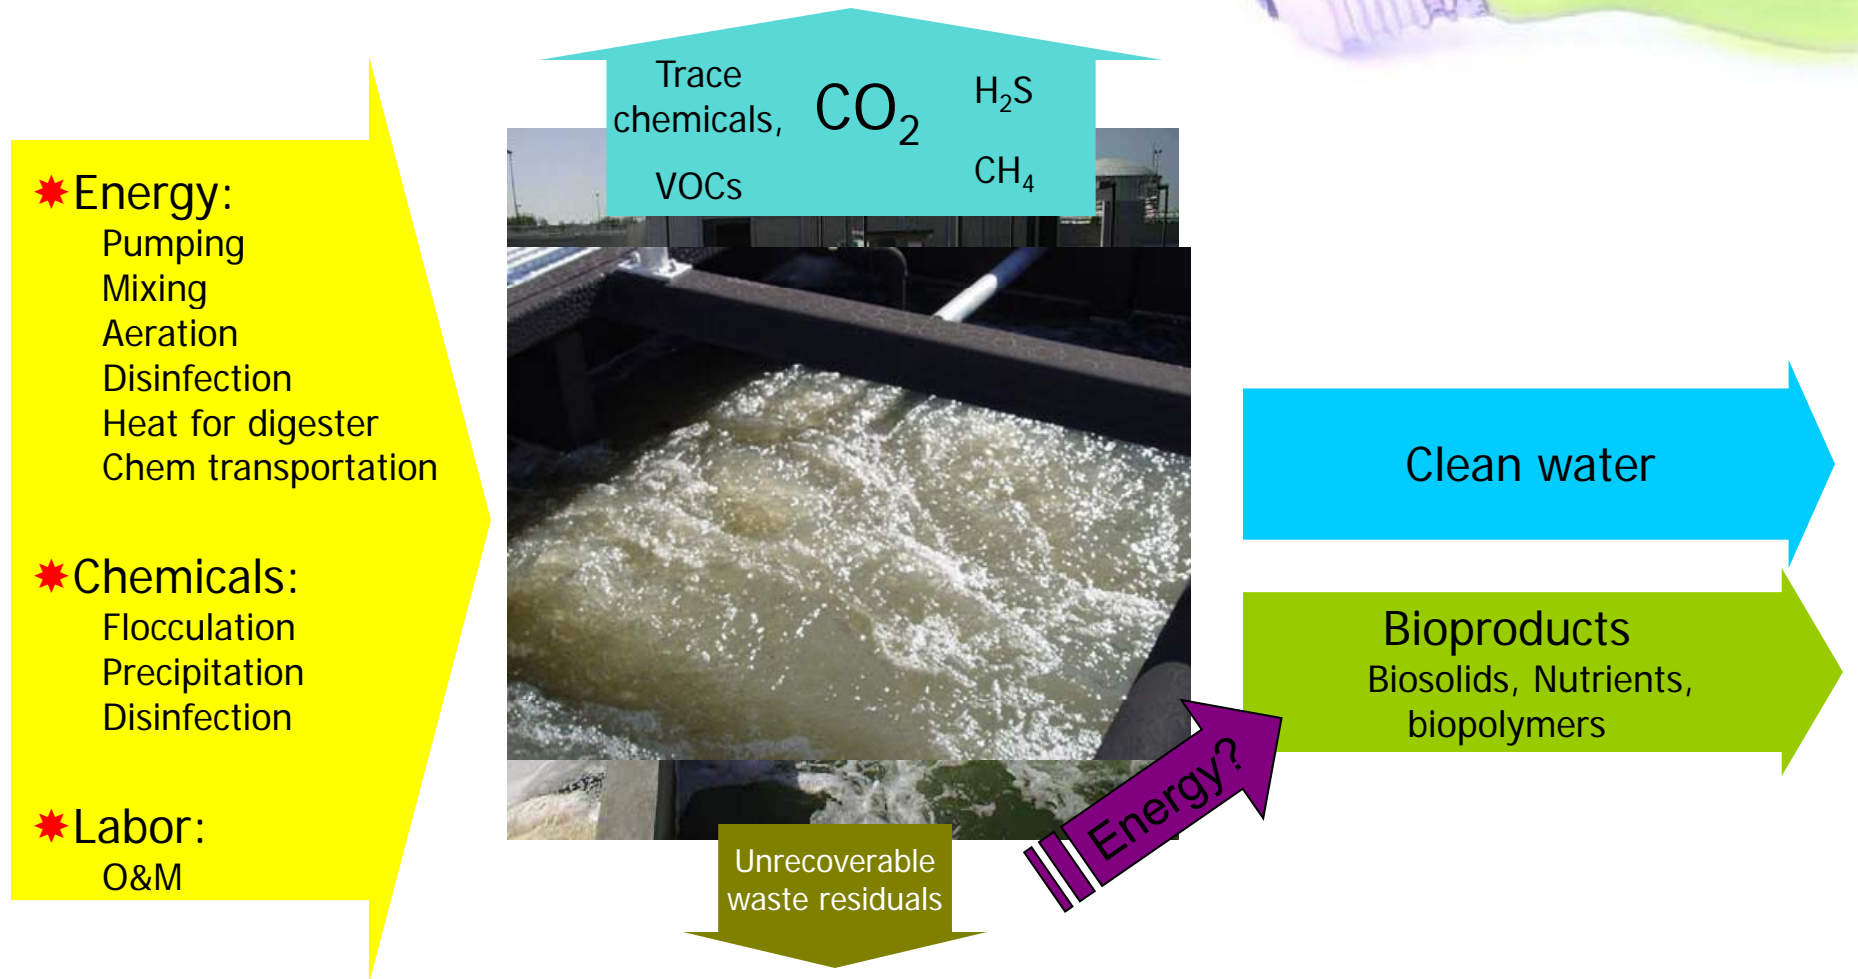 Trace
chemicals,
VOCs
CO₂
H₂S
CH₄
Energy:
Pumping
Mixing
Aeration
Disinfection
Heat for digester
Chem transportation
Chemicals:
Flocculation
Precipitation
Disinfection
Labor:
O&M
Clean water
Bioproducts
Biosolids, Nutrients,
biopolymers
Energy?
Unrecoverable
waste residuals